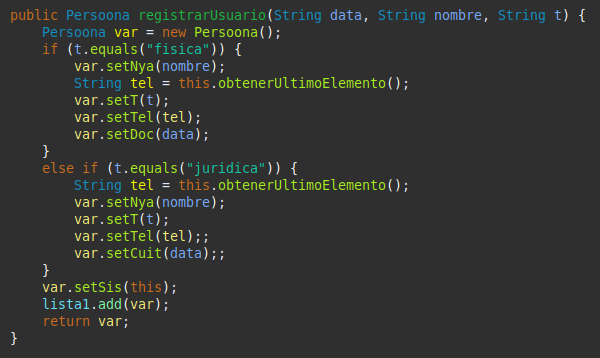 public Persoona registrarUsuario(String data, String nombre, String t) {
    Persoona var = new Persoona();
    if (t.equals("fisica")) {
        var.setNya(nombre);
        String tel = this.obtenerUltimoElemento();
        var.setT(t);
        var.setTel(tel);
        var.setDoc(data);
    }
    else if (t.equals("juridica")) {
        String tel = this.obtenerUltimoElemento();
        var.setNya(nombre);
        var.setT(t);
        var.setTel(tel);;
        var.setCuit(data);;
    }
    var.setSis(this);
    lista1.add(var);
    return var;
}